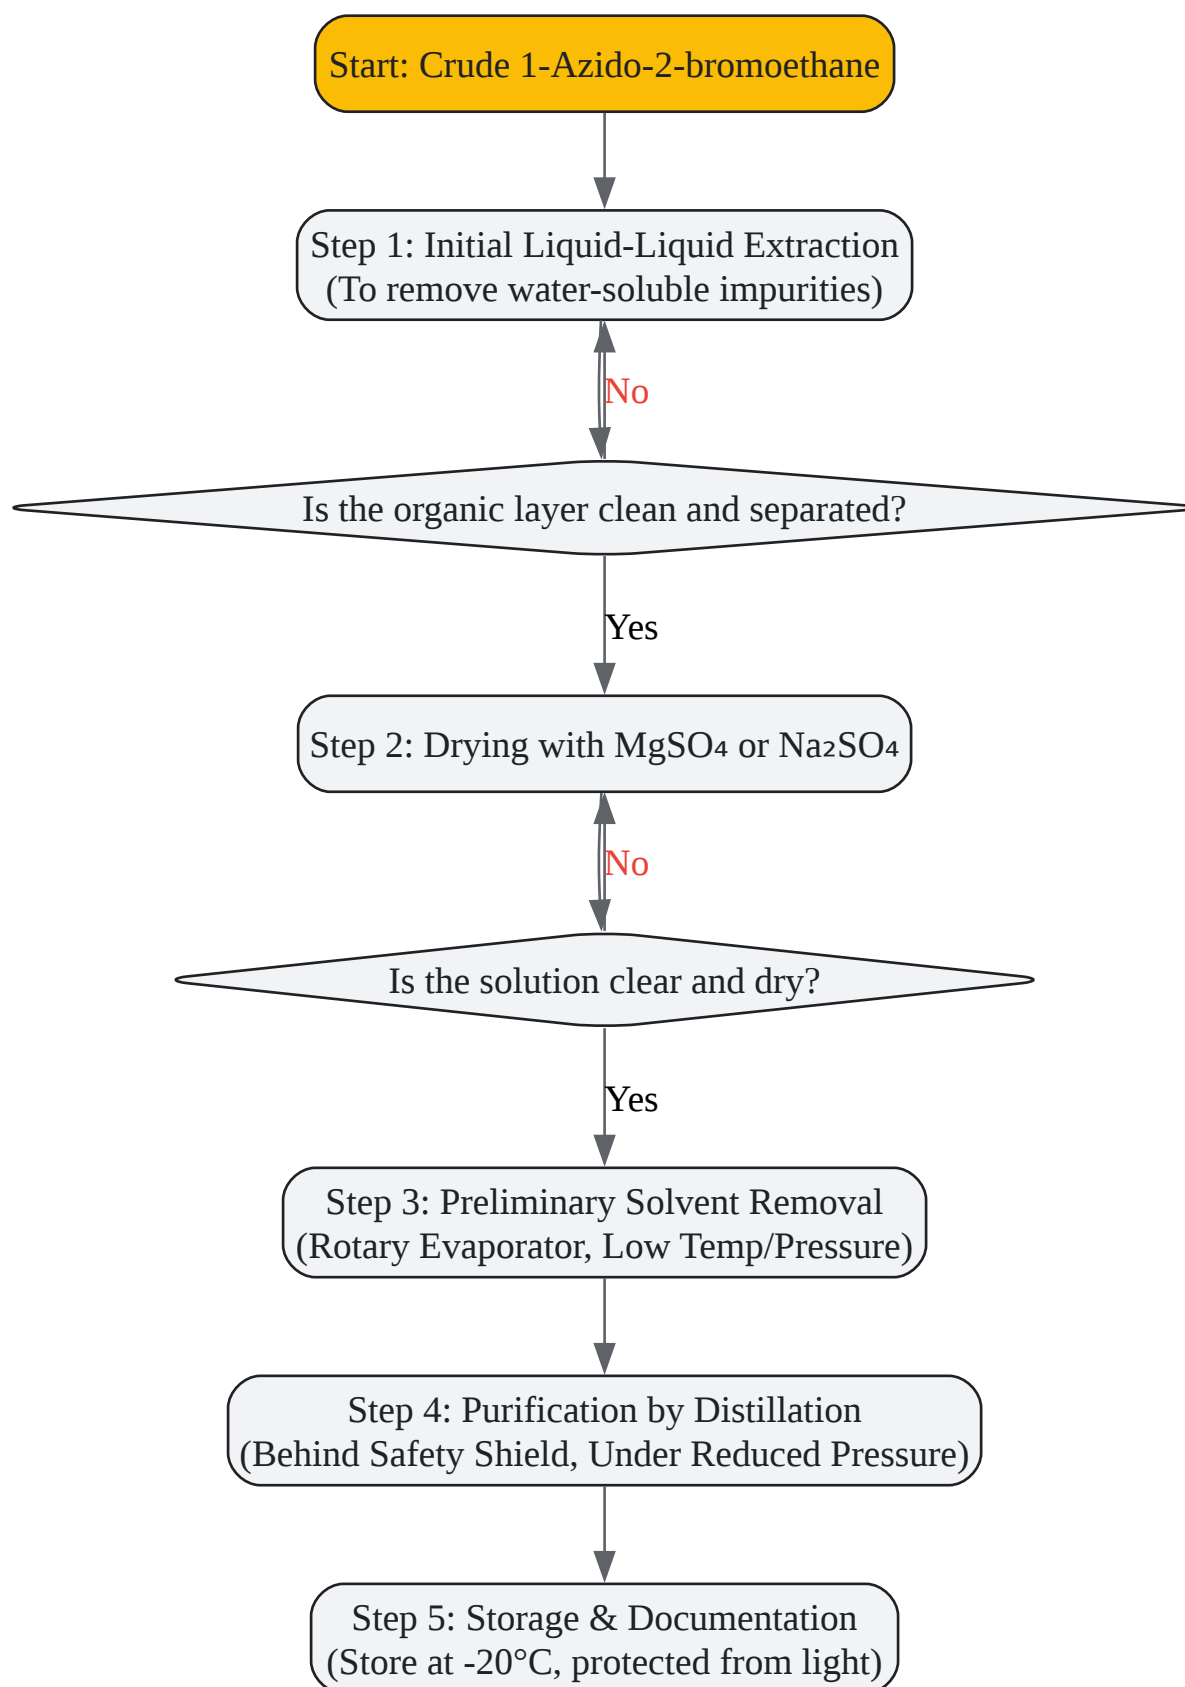 Start: Crude 1-Azido-2-bromoethane
Step 1: Initial Liquid-Liquid Extraction
(To remove water-soluble impurities)
No
Is the organic layer clean and separated?
Yes
Step 2: Drying with MgSO₄ or Na₂SO₄
No
Is the solution clear and dry?
Yes
Step 3: Preliminary Solvent Removal
(Rotary Evaporator, Low Temp/Pressure)
Step 4: Purification by Distillation
(Behind Safety Shield, Under Reduced Pressure)
Step 5: Storage & Documentation
(Store at -20°C, protected from light)